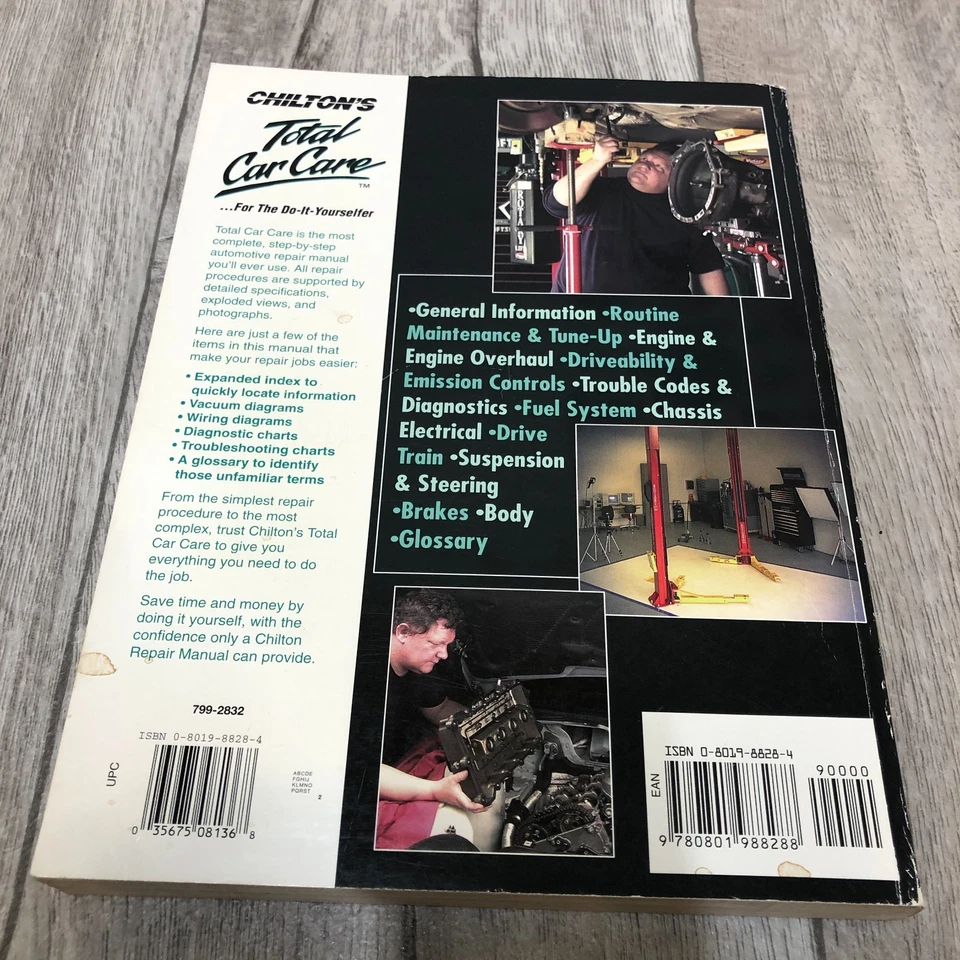 CHILTON'S
Total
Car Care™
...For The Do-It-Yourselfer
Total Car Care is the most
complete, step-by-step
automotive repair manual
you'll ever use. All repair
procedures are supported by
detailed specifications,
exploded views, and
photographs.
Here are just a few of the
items in this manual that
make your repair jobs easier:
• Expanded index to
quickly locate information
• Vacuum diagrams
• Wiring diagrams
• Diagnostic charts
• Troubleshooting charts
• A glossary to identify
those unfamiliar terms
From the simplest repair
procedure to the most
complex, trust Chilton's Total
Car Care to give you
everything you need to do
the job.
Save time and money by
doing it yourself, with the
confidence only a Chilton
Repair Manual can provide.
799-2832
ISBN 0-8019-8828-4
UPC
0 35675 08136 8
ABCDE
FGHIJ
KLMNO
PQRST
2
ROTARY
•General Information •Routine
Maintenance & Tune-Up •Engine &
Engine Overhaul •Driveability &
Emission Controls •Trouble Codes &
Diagnostics •Fuel System •Chassis
Electrical •Drive
Train •Suspension
& Steering
•Brakes •Body
•Glossary
ISBN 0-8019-8828-4
90000
EAN
9 780801 988288